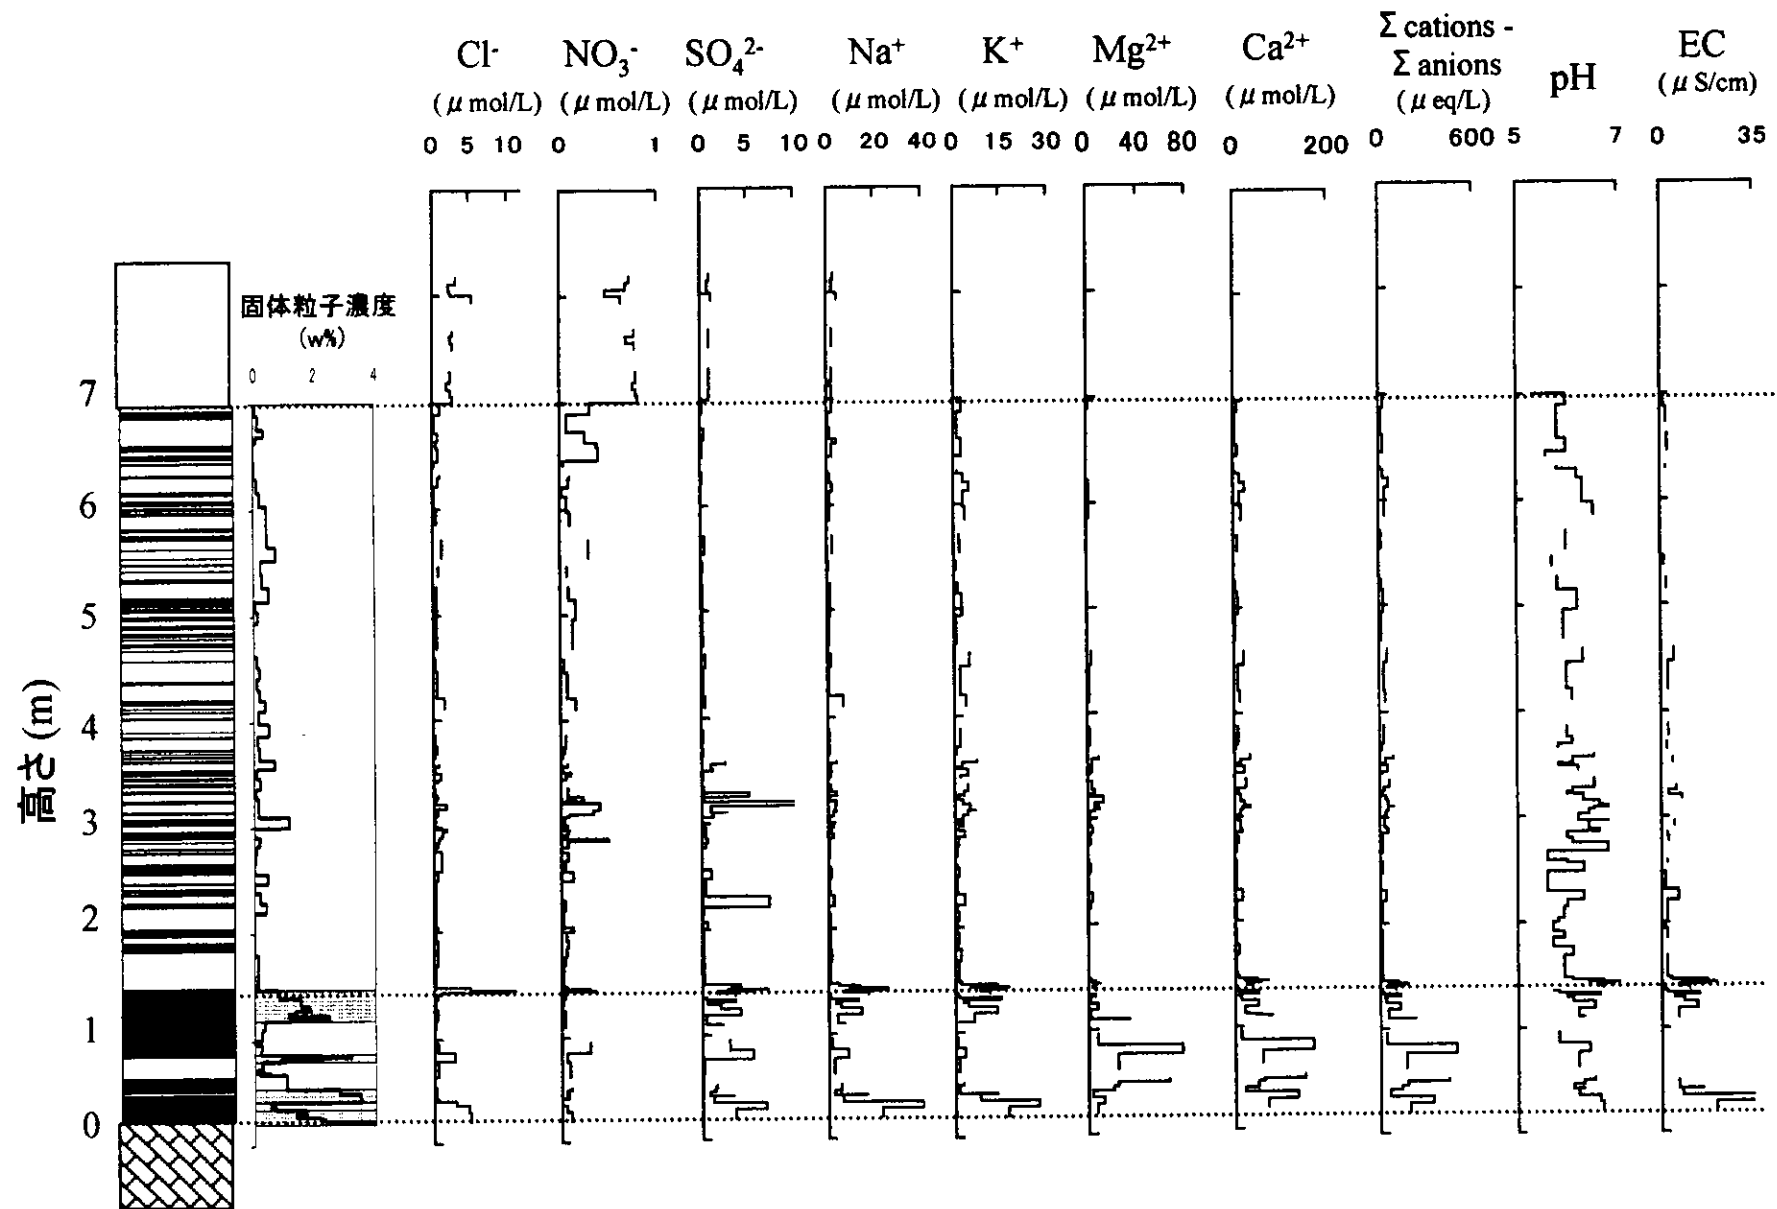 Cl⁻ NO₃⁻ SO₄²⁻ Na⁺ K⁺ Mg²⁺ Ca²⁺ Σ cations - Σ anions pH EC
(μ mol/L) (μ mol/L) (μ mol/L) (μ mol/L) (μ mol/L) (μ mol/L) (μ mol/L) (μ eq/L) (μ S/cm)
0 5 10 0 1 0 5 10 0 20 40 0 15 30 0 40 80 0 200 0 600 5 7 0 35
固体粒子濃度
(w%)
0 2 4
7
6
5
4
3
2
1
0
高さ (m)